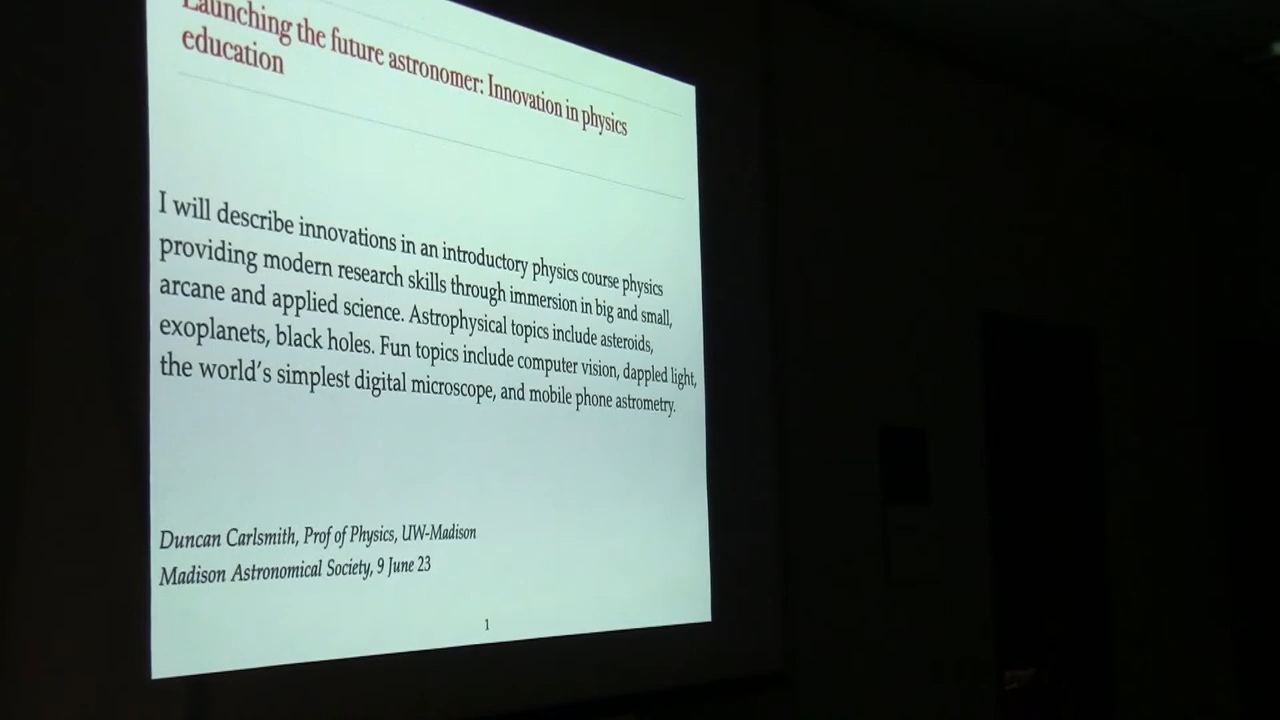 Launching the future astronomer: Innovation in physics
education
I will describe innovations in an introductory physics course physics
providing modern research skills through immersion in big and small,
arcane and applied science. Astrophysical topics include asteroids,
exoplanets, black holes. Fun topics include computer vision, dappled light,
the world's simplest digital microscope, and mobile phone astrometry.
Duncan Carlsmith, Prof of Physics, UW-Madison
Madison Astronomical Society, 9 June 23
1